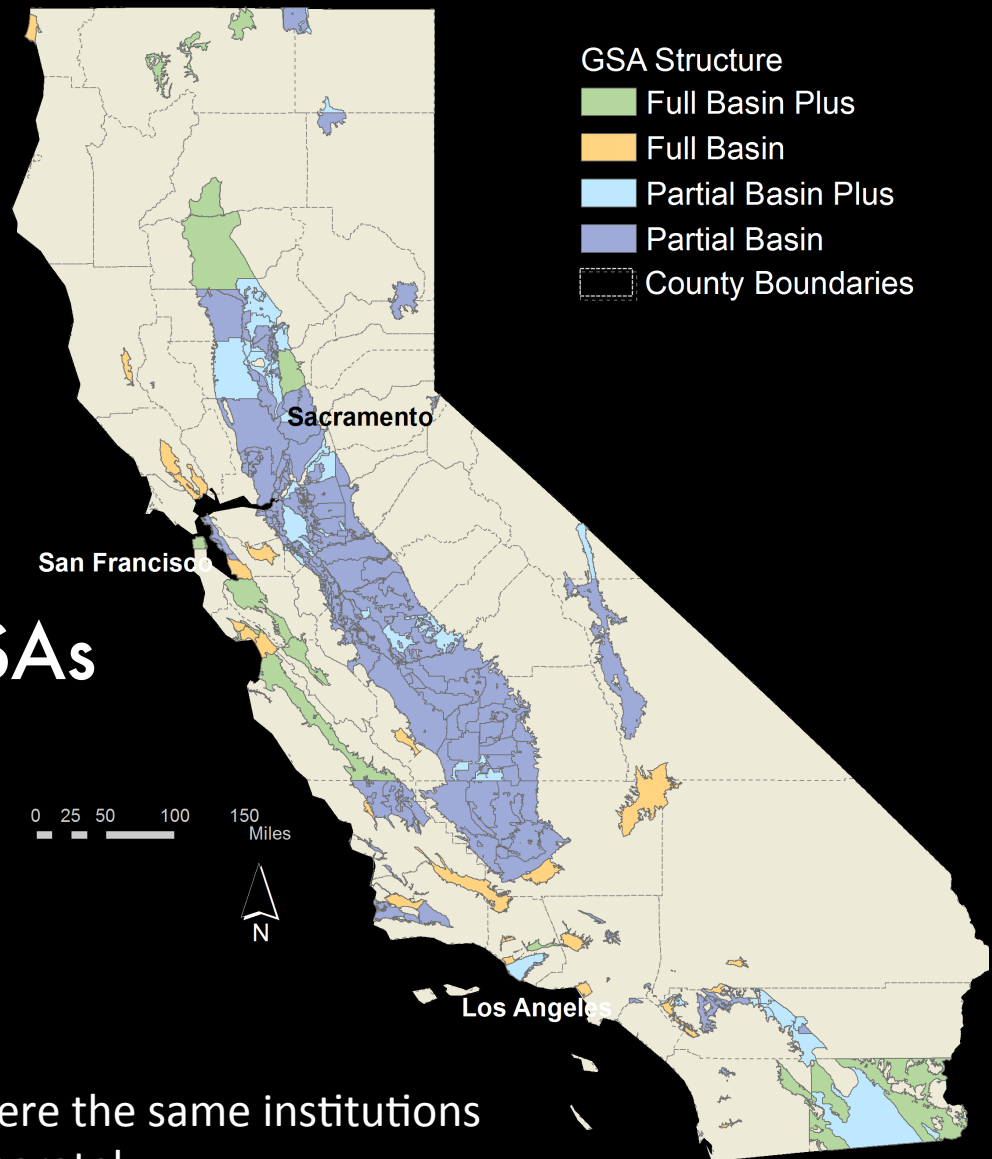 GSA Structure
Full Basin Plus
Full Basin
Partial Basin Plus
Partial Basin
County Boundaries
Sacramento
San Francisco
SAs
0 25 50 100 150
Miles
N
Los Angeles
ere the same institutions